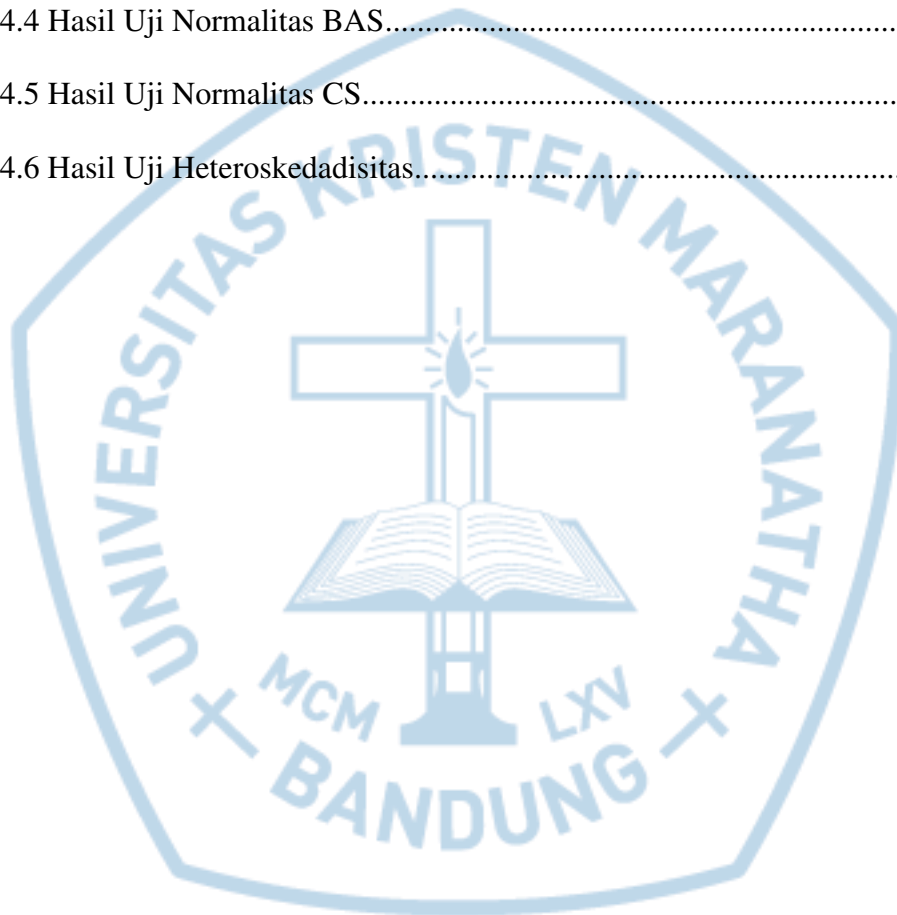 4.4 Hasil Uji Normalitas BAS.......................................................................
4.5 Hasil Uji Normalitas CS..........................................................................
4.6 Hasil Uji Heteroskedadisitas....................................................................
UNIVERSITAS KRISTEN MARANATHA
MCM LXV
BANDUNG